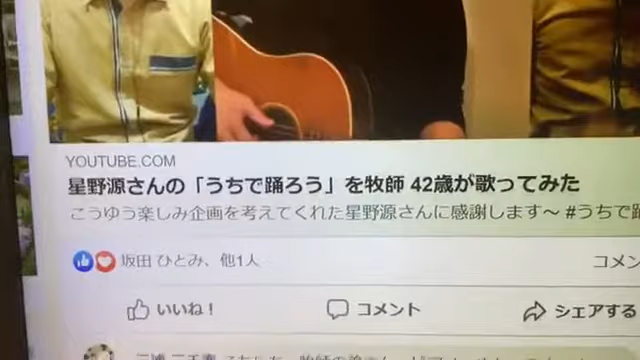 YOUTUBE.COM
星野源さんの「うちで踊ろう」を牧師 42歳が歌ってみた
こうゆう楽しみ企画を考えてくれた星野源さんに感謝します〜 #うちで踊
坂田 ひとみ、他1人
コメン
いいね！
コメント
シェアする